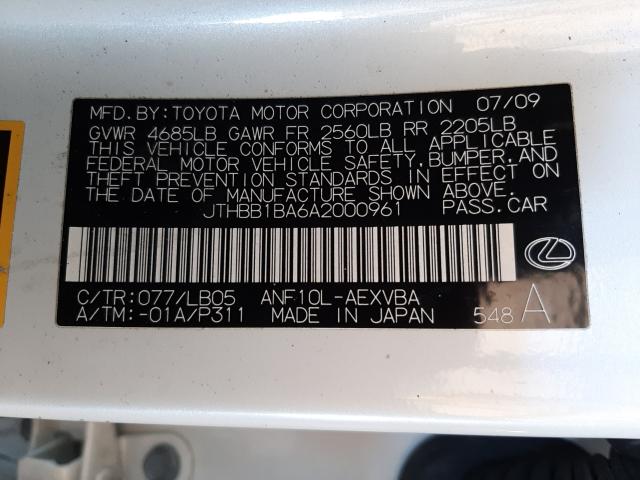 MFD. BY: TOYOTA MOTOR CORPORATION 07/09
GVWR 4685LB GAWR FR 2560LB RR 2205LB
THIS VEHICLE CONFORMS TO ALL APPLICABLE
FEDERAL MOTOR VEHICLE SAFETY, BUMPER, AND
THEFT PREVENTION STANDARDS IN EFFECT ON
THE DATE OF MANUFACTURE SHOWN ABOVE.
JTHBB1BA6A2000961 PASS. CAR
C/TR: 077/LB05 ANF10L-AEXVBA
A/TM: -01A/P311 MADE IN JAPAN 548 A